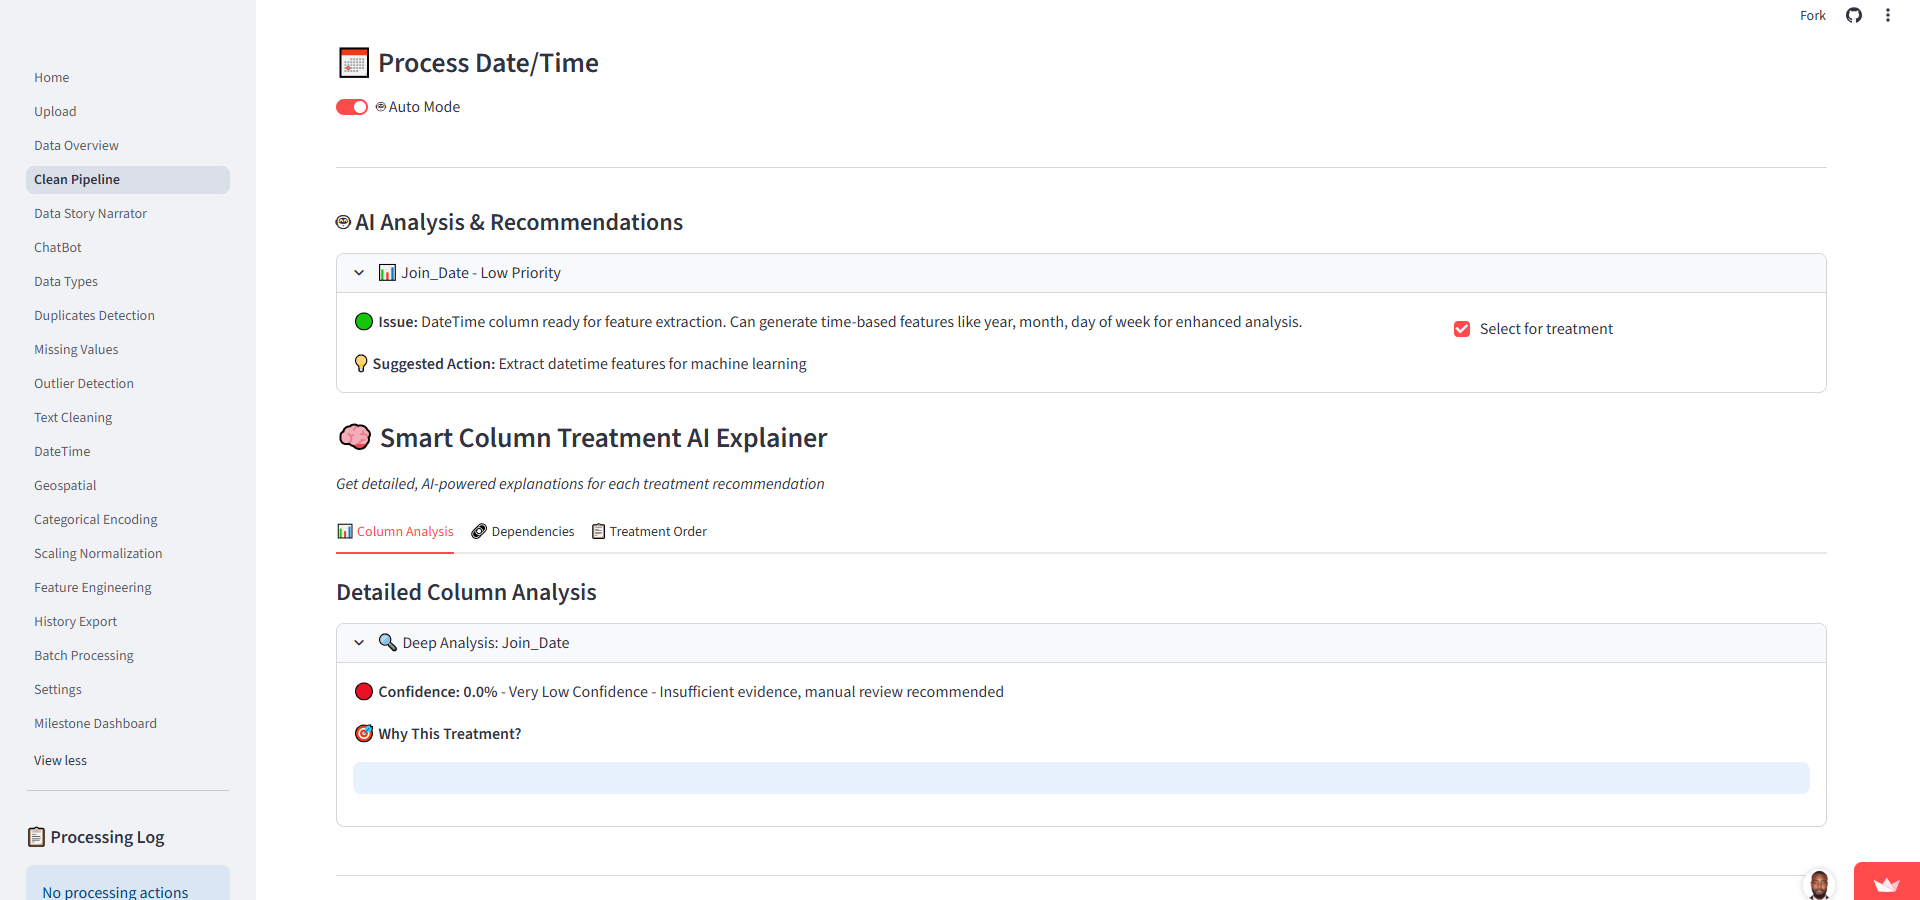 Fork
Home
Upload
Data Overview
Clean Pipeline
Data Story Narrator
ChatBot
Data Types
Duplicates Detection
Missing Values
Outlier Detection
Text Cleaning
DateTime
Geospatial
Categorical Encoding
Scaling Normalization
Feature Engineering
History Export
Batch Processing
Settings
Milestone Dashboard
View less
Processing Log
No processing actions
Process Date/Time
Auto Mode
AI Analysis & Recommendations
Join_Date - Low Priority
Issue: DateTime column ready for feature extraction. Can generate time-based features like year, month, day of week for enhanced analysis.
Select for treatment
Suggested Action: Extract datetime features for machine learning
Smart Column Treatment AI Explainer
Get detailed, AI-powered explanations for each treatment recommendation
Column Analysis
Dependencies
Treatment Order
Detailed Column Analysis
Deep Analysis: Join_Date
Confidence: 0.0% - Very Low Confidence - Insufficient evidence, manual review recommended
Why This Treatment?